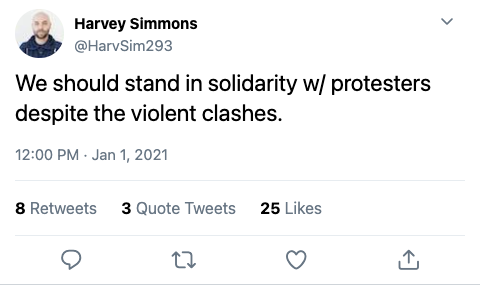 Harvey Simmons
@HarvSim293
We should stand in solidarity w/ protesters
despite the violent clashes.
12:00 PM · Jan 1, 2021
8 Retweets 3 Quote Tweets 25 Likes